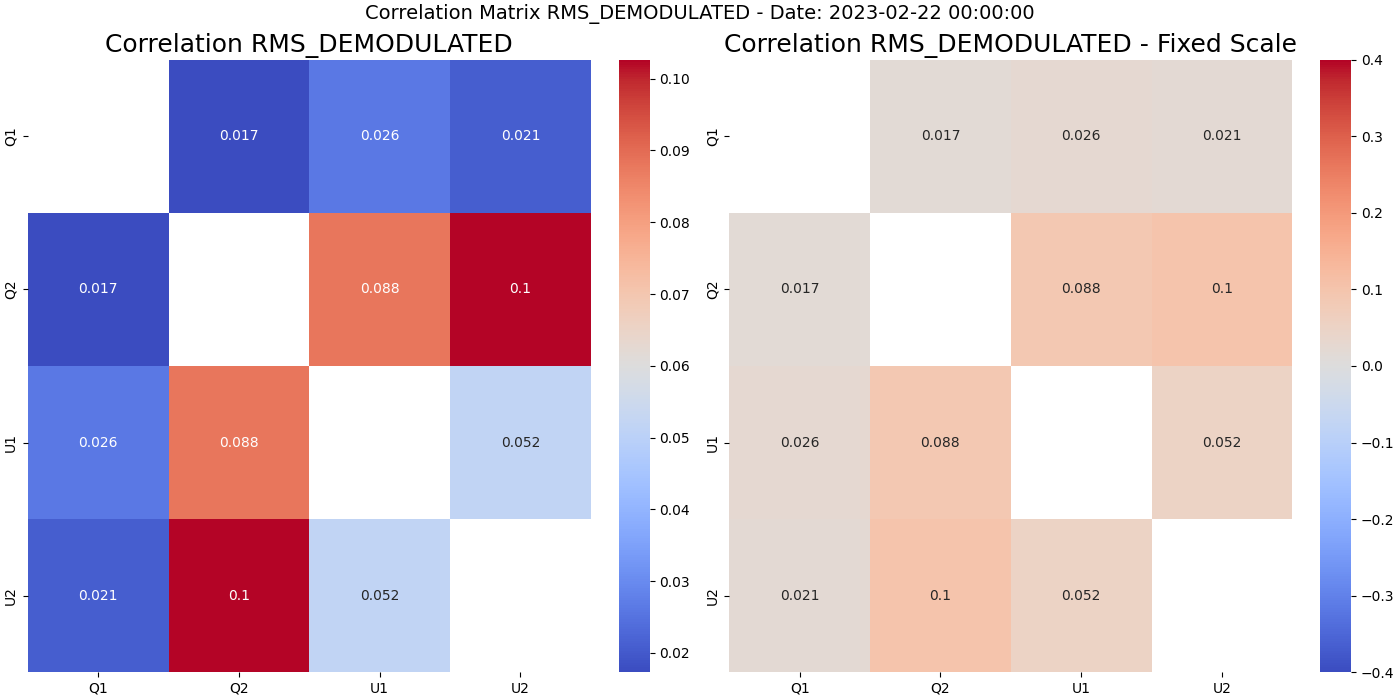 Correlation Matrix RMS_DEMODULATED - Date: 2023-02-22 00:00:00
Correlation RMS_DEMODULATED
Q1
0.017 0.026 0.021
Q2
0.017 0.088 0.1
U1
0.026 0.088 0.052
U2
0.021 0.1 0.052
Q1 Q2 U1 U2
0.10
0.09
0.08
0.07
0.06
0.05
0.04
0.03
0.02
Correlation RMS_DEMODULATED - Fixed Scale
Q1
0.017 0.026 0.021
Q2
0.017 0.088 0.1
U1
0.026 0.088 0.052
U2
0.021 0.1 0.052
Q1 Q2 U1 U2
0.4
0.3
0.2
0.1
0.0
−0.1
−0.2
−0.3
−0.4